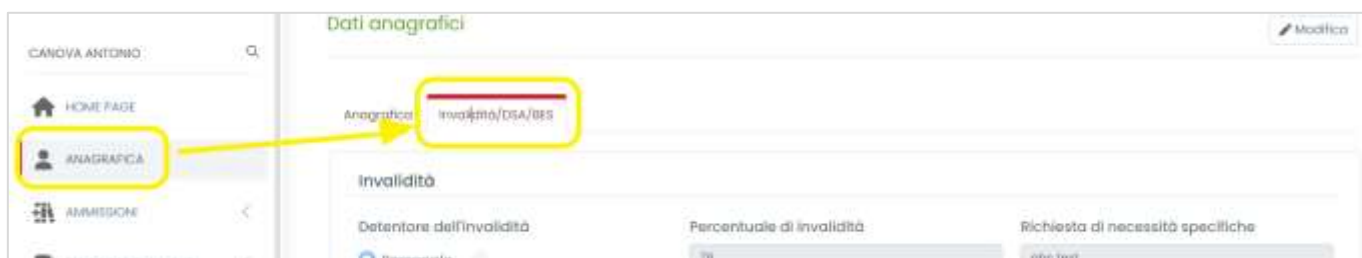 Dati anagrafici
Modifica
CANOVA ANTONIO
HOME PAGE
Anagrafica Invalidità/DSA/BES
ANAGRAFICA
Invalidità
AMMISSIONI
Detentore dell'invalidità Percentuale di invalidità Richiesta di necessità specifiche
Personale